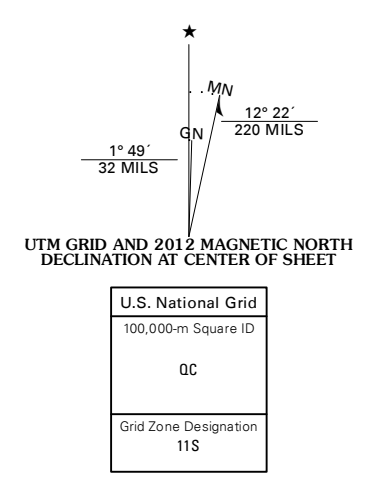 MN
12° 22´
220 MILS
GN
1° 49´
32 MILS
UTM GRID AND 2012 MAGNETIC NORTH
DECLINATION AT CENTER OF SHEET
U.S. National Grid
100,000-m Square ID
QC
Grid Zone Designation
11S